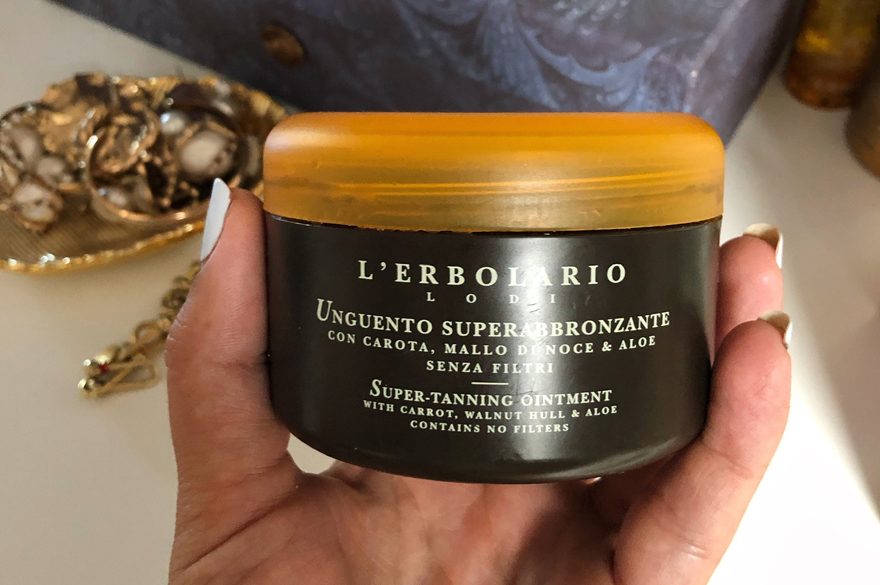 L'ERBOLARIO
LODI
UNGUENTO SUPERABBRONZANTE
CON CAROTA, MALLO DI NOCE & ALOE
SENZA FILTRI
SUPER-TANNING OINTMENT
WITH CARROT, WALNUT HULL & ALOE
CONTAINS NO FILTERS